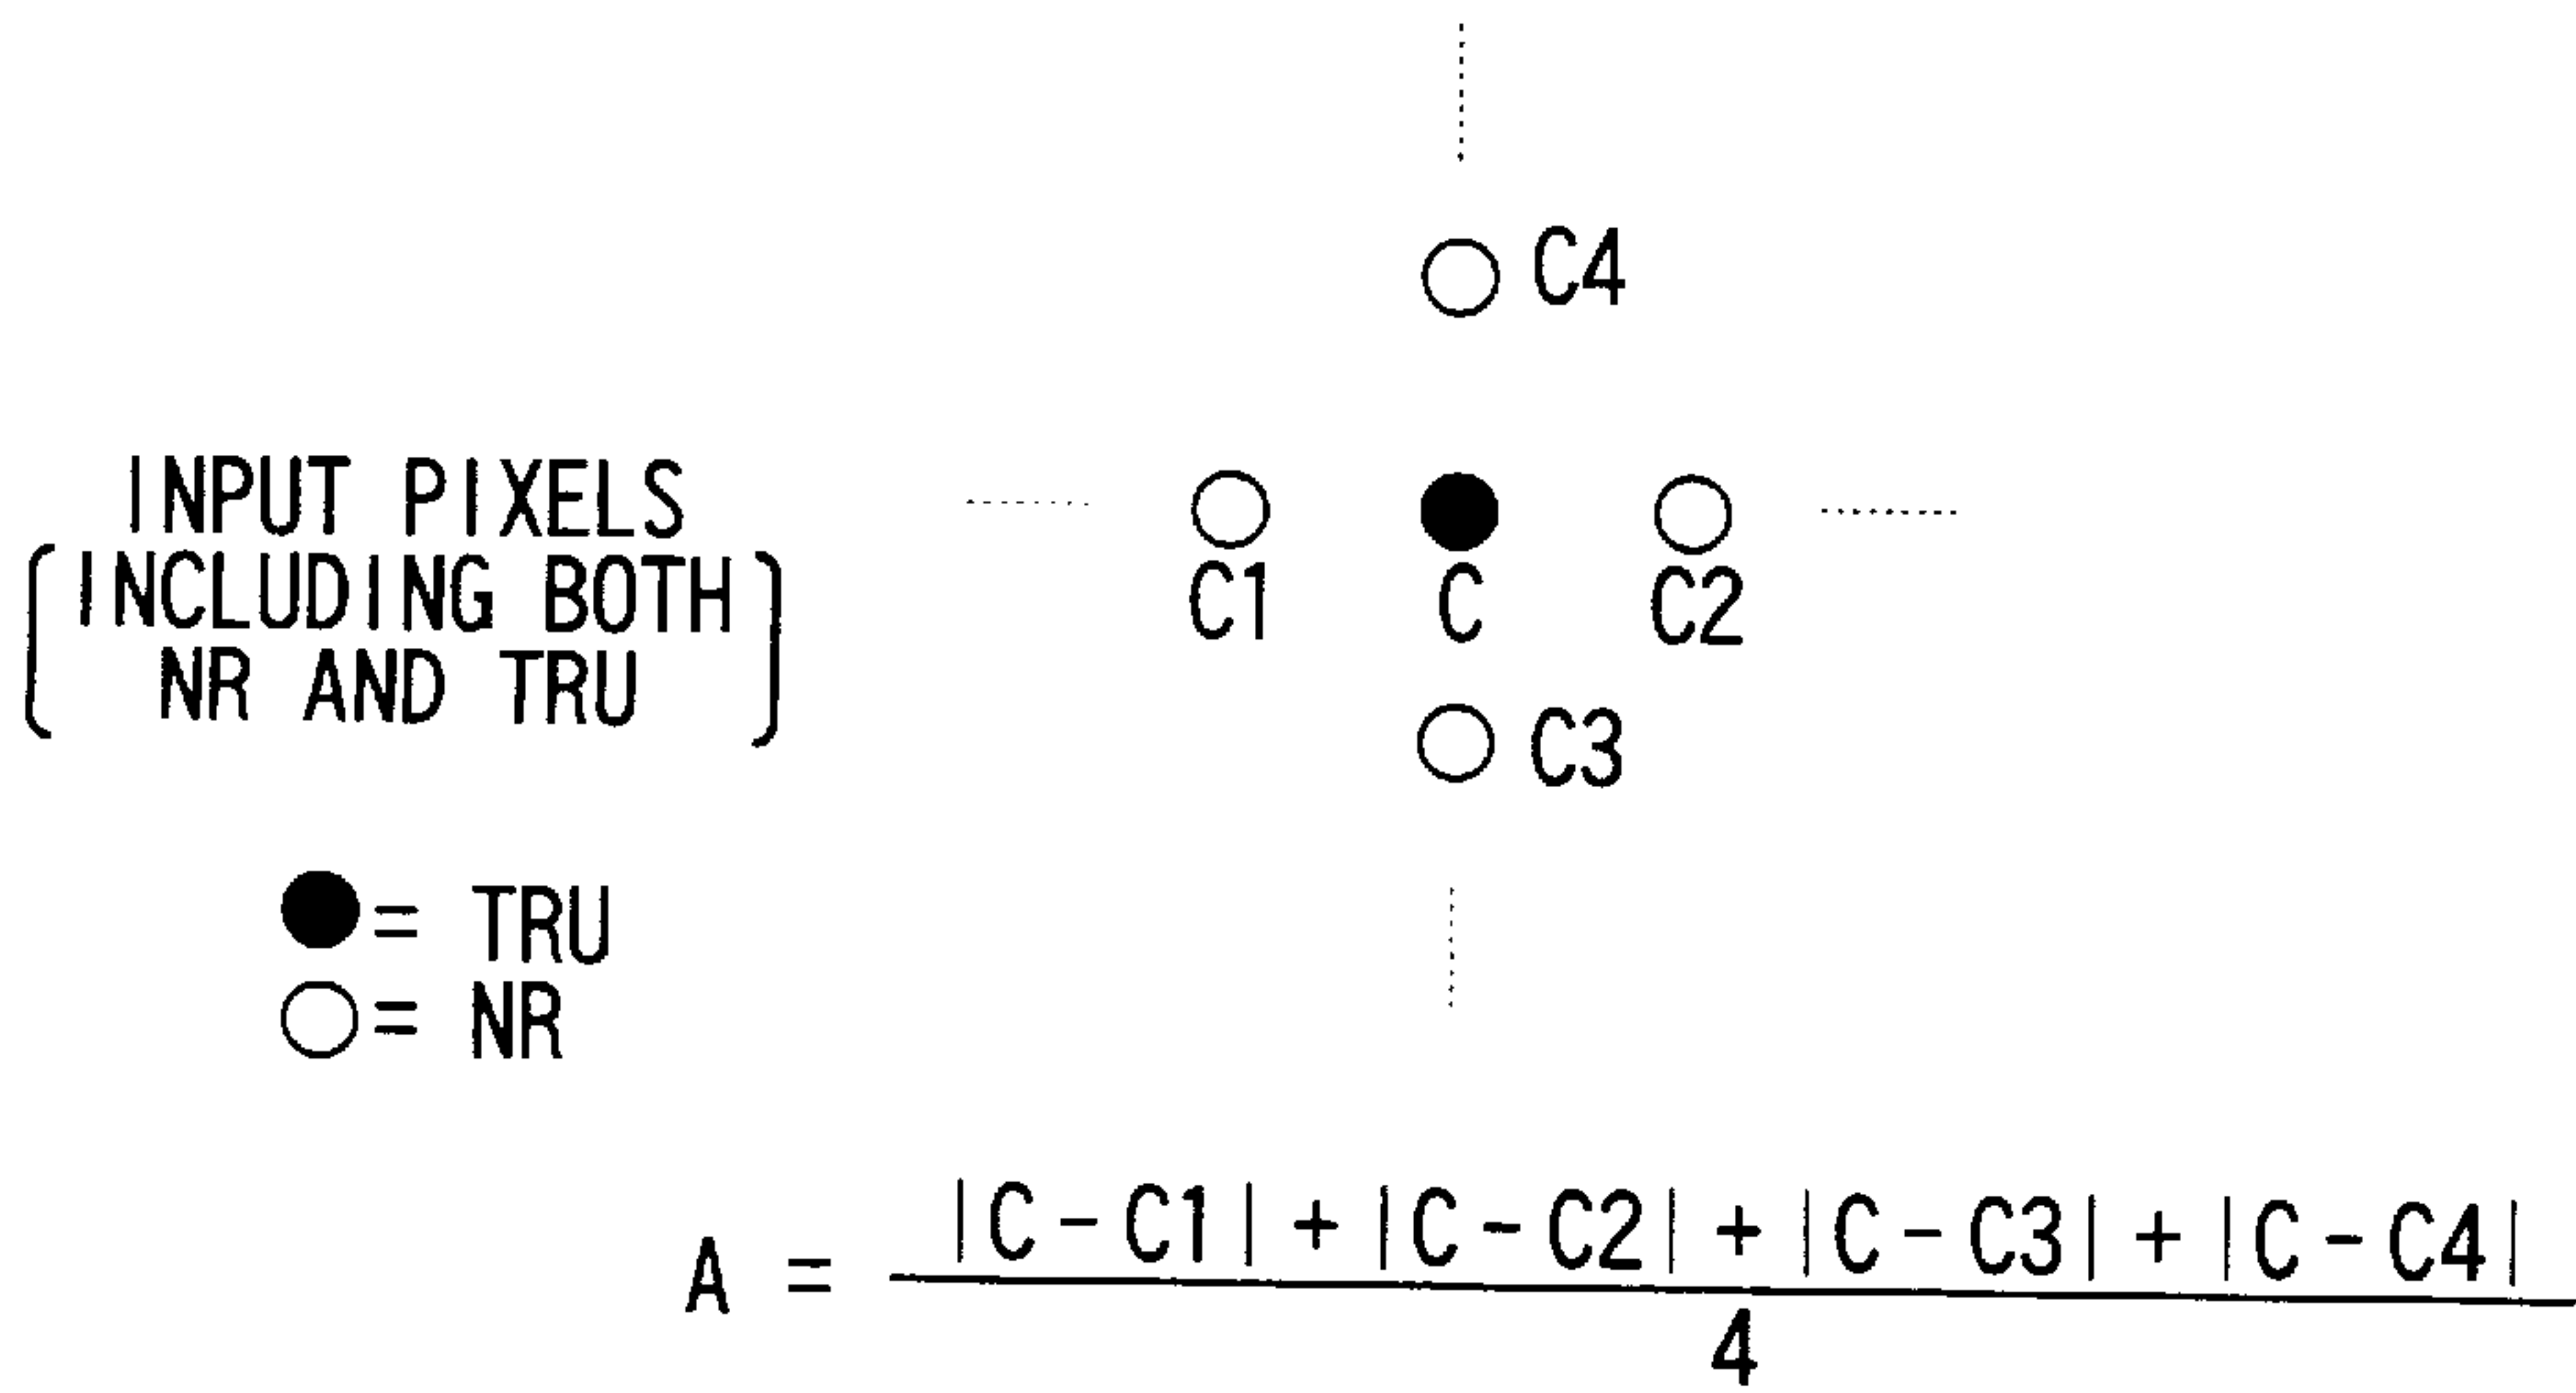 C4
INPUT PIXELS
INCLUDING BOTH
NR AND TRU
C1 C C2
C3
= TRU
= NR
A = |C-C1| + |C-C2| + |C-C3| + |C-C4|
4